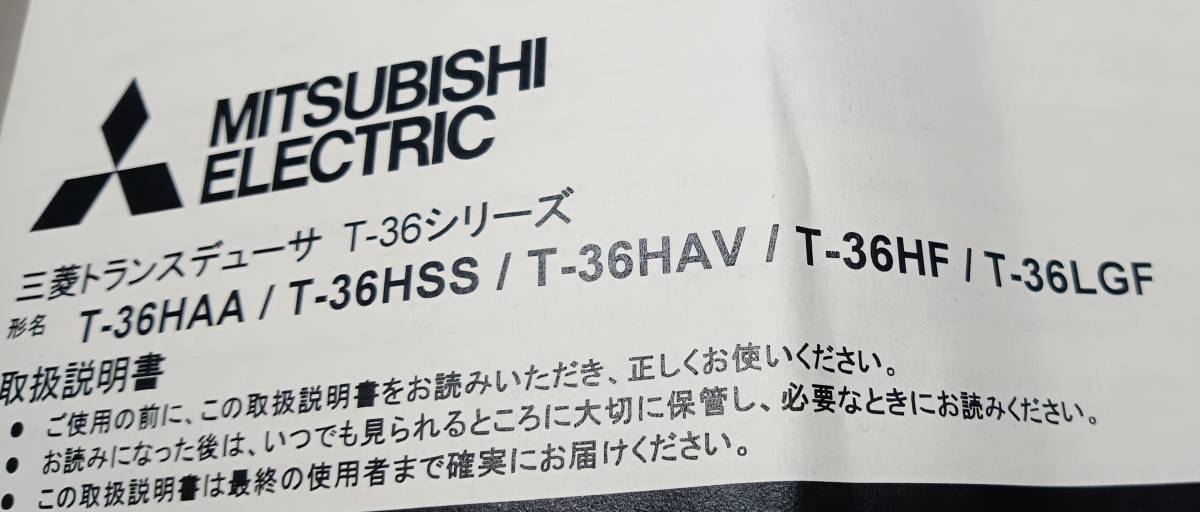 MITSUBISHI
ELECTRIC
三菱トランスデューサ T-36シリーズ
形名 T-36HAA / T-36HSS / T-36HAV / T-36HF / T-36LGF
取扱説明書
● ご使用の前に、この取扱説明書をお読みいただき、正しくお使いください。
● お読みになった後は、いつでも見られるところに大切に保管し、必要なときにお読みください。
● この取扱説明書は最終の使用者まで確実にお届けください。